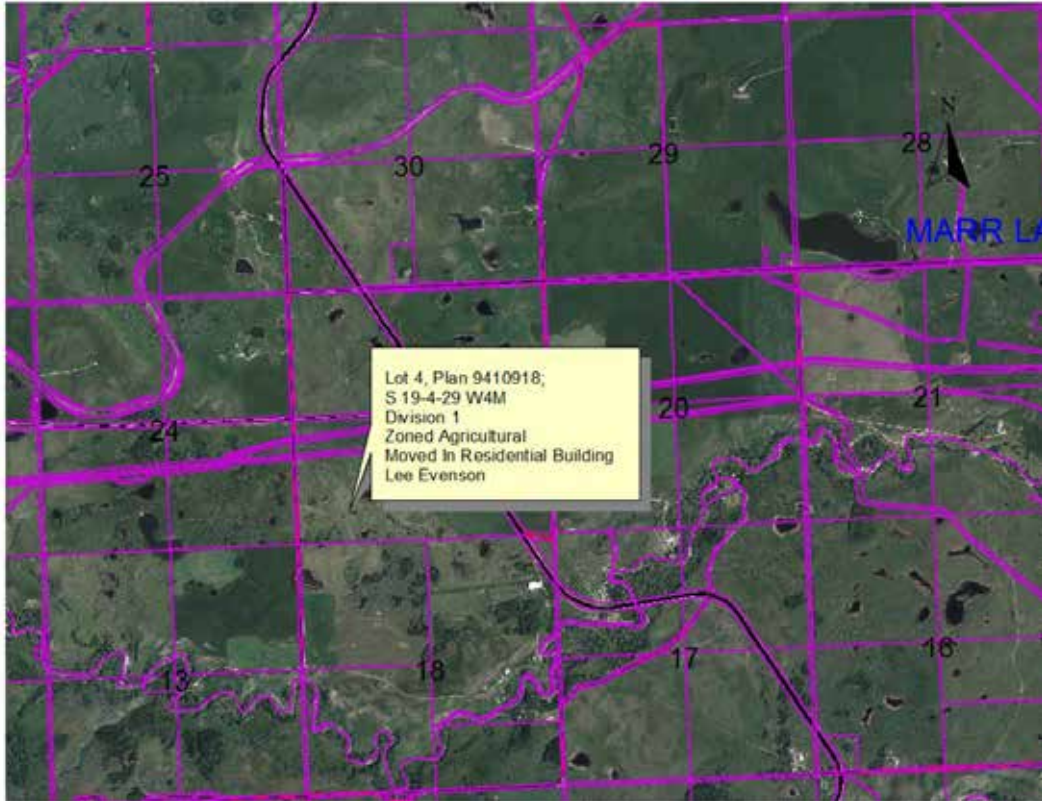 N
28
29
30
25
MARR LA
Lot 4, Plan 9410918;
S 19-4-29 W4M
Division 1
Zoned Agricultural
Moved In Residential Building
Lee Evenson
20
21
24
16
17
18
13